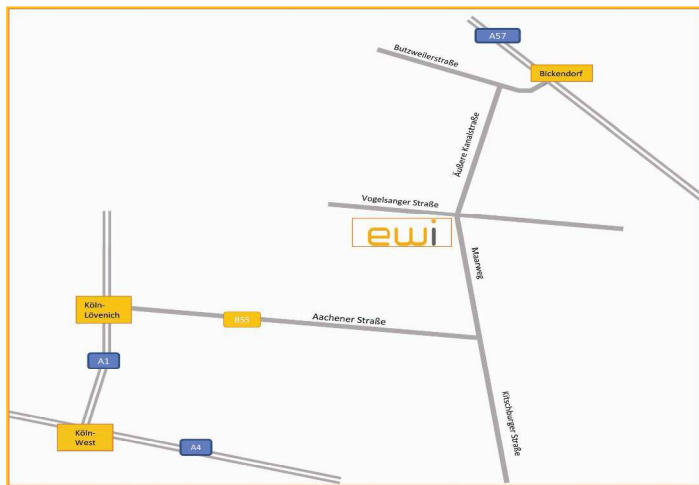 A57
Butzweilerstraße
Bickendorf
Äußere Kanalstraße
Vogelsanger Straße
ewi
Maarweg
Köln-
Lövenich
B55
Aachener Straße
A1
Kitschburger Straße
Köln-
West
A4